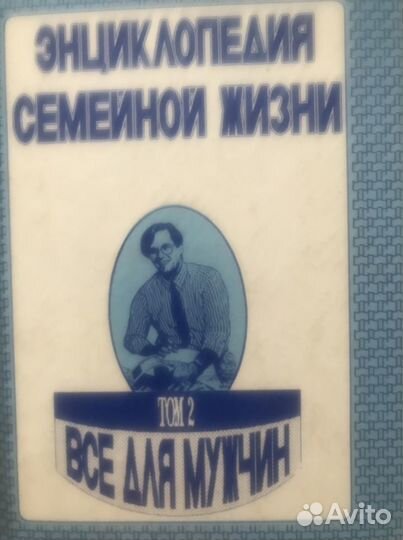 ЭНЦИКЛОПЕДИЯ
СЕМЕЙНОЙ ЖИЗНИ
ТОМ 2
ВСЕ ДЛЯ МУЖЧИН
Avito